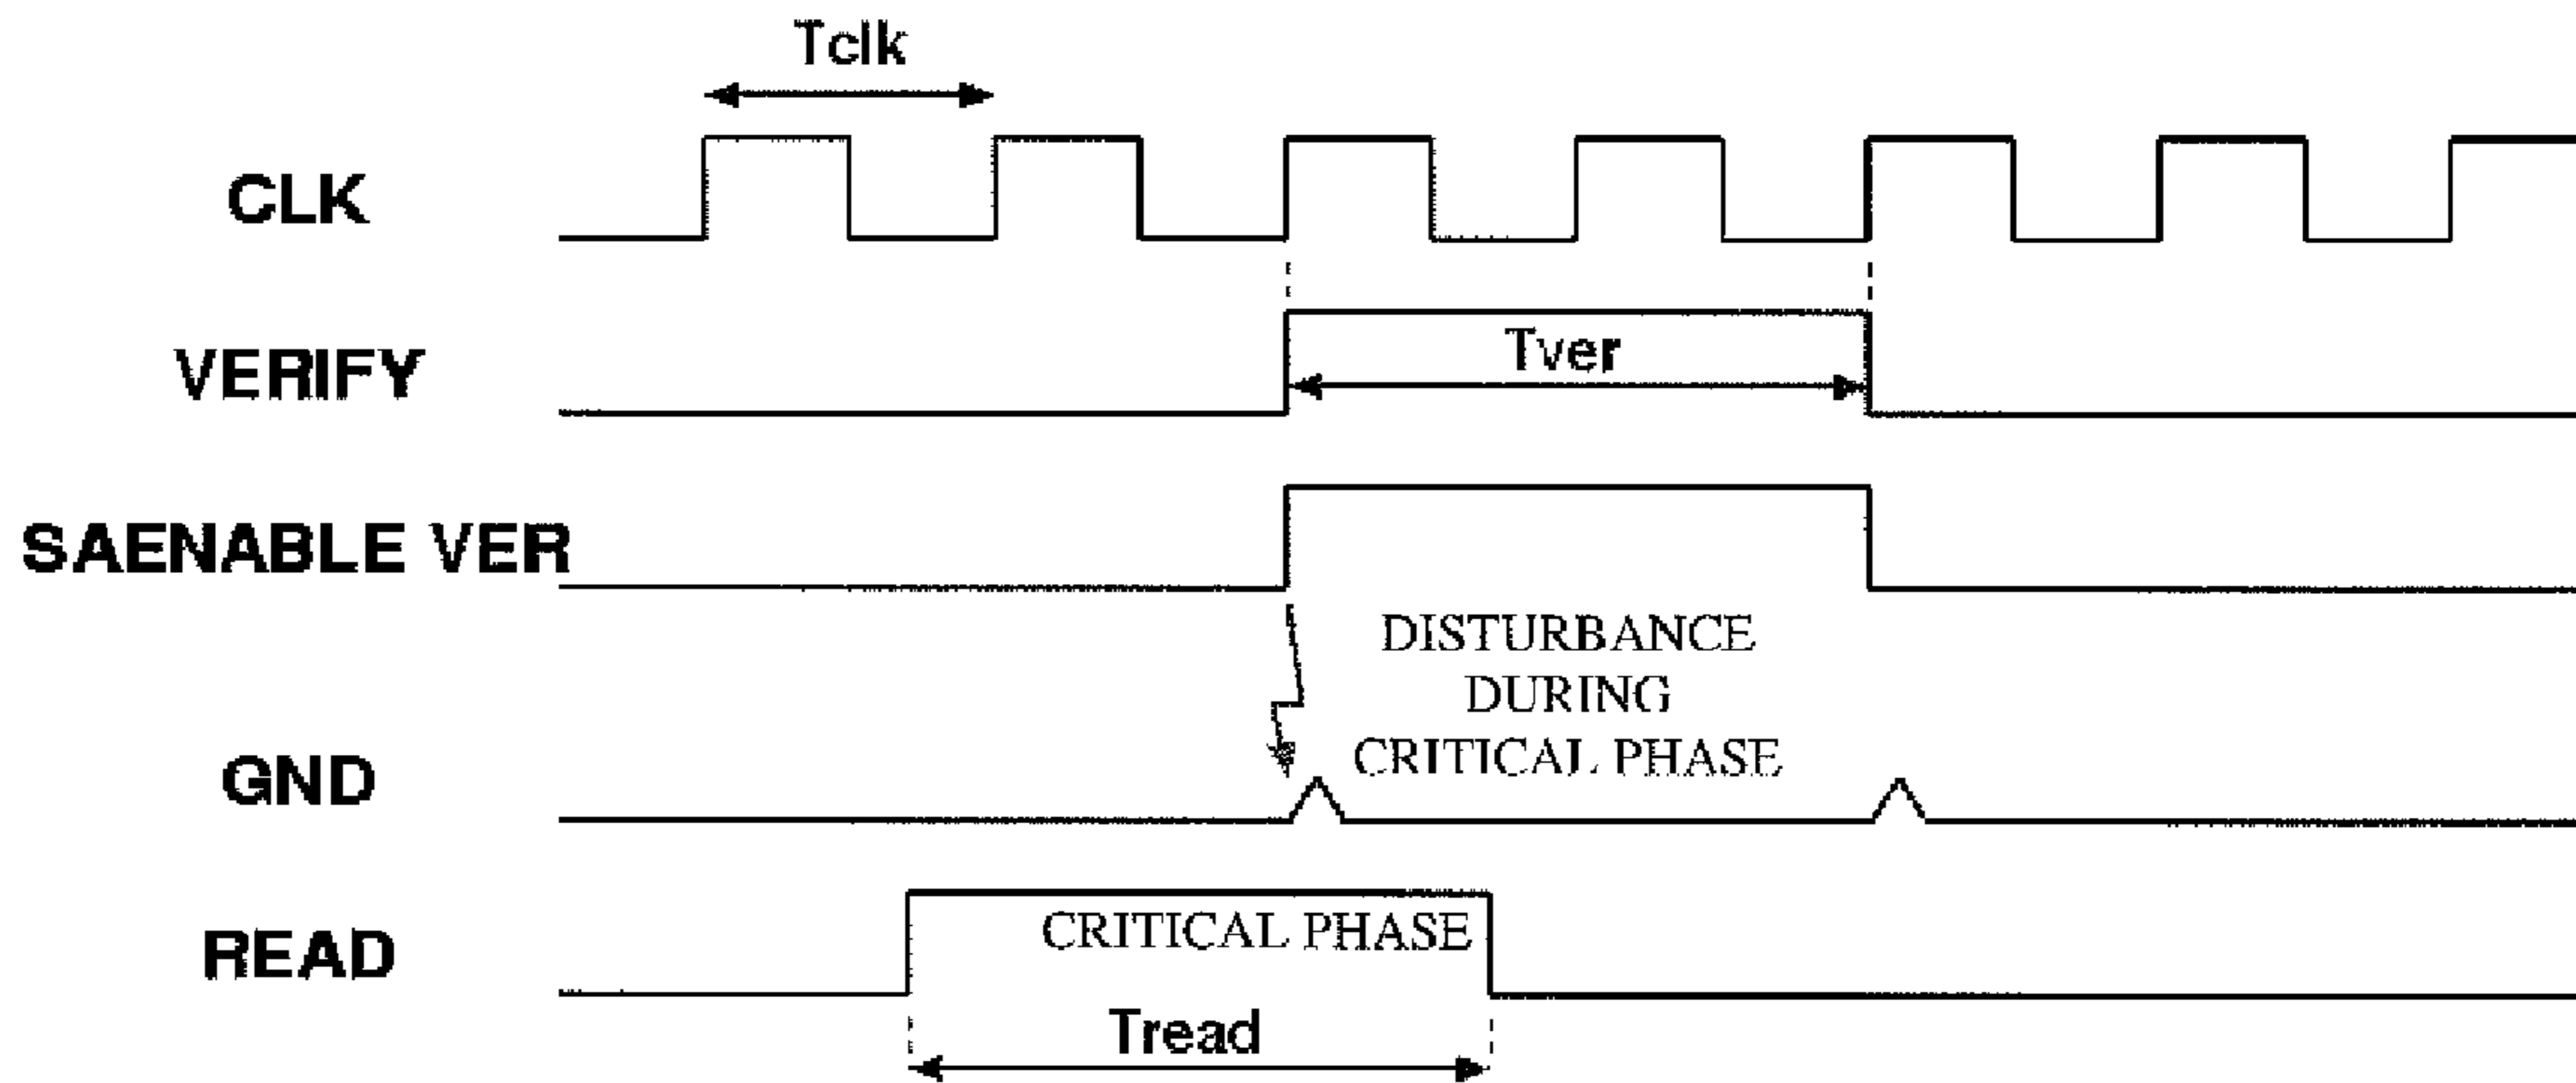 Tclk
CLK
VERIFY
Tver
SAENABLE VER
DISTURBANCE
DURING
CRITICAL PHASE
GND
READ
CRITICAL PHASE
Tread